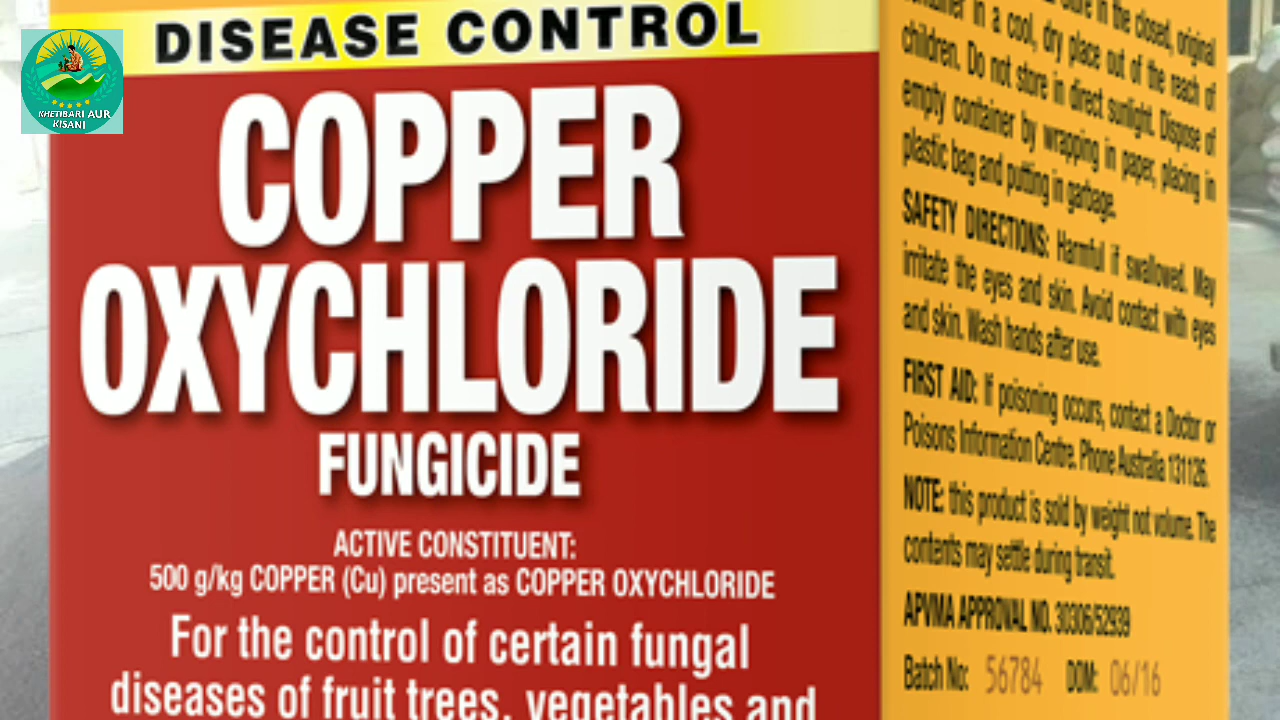 KHETIBARI AUR
KISANI
DISEASE CONTROL
COPPER
OXYCHLORIDE
FUNGICIDE
ACTIVE CONSTITUENT:
500 g/kg COPPER (Cu) present as COPPER OXYCHLORIDE
For the control of certain fungal
diseases of fruit trees, vegetables and
in the closed, original
container in a cool, dry place out of the reach of
children. Do not store in direct sunlight. Dispose of
empty container by wrapping in paper, placing in
plastic bag and putting in garbage.
SAFETY DIRECTIONS: Harmful if swallowed. May
irritate the eyes and skin. Avoid contact with eyes
and skin. Wash hands after use.
FIRST AID: If poisoning occurs, contact a Doctor or
Poisons Information Centre. Phone Australia 131126.
NOTE: this product is sold by weight not volume. The
contents may settle during transit.
APVMA APPROVAL NO. 30306/52939
Batch No: 56784 DOM: 06/16